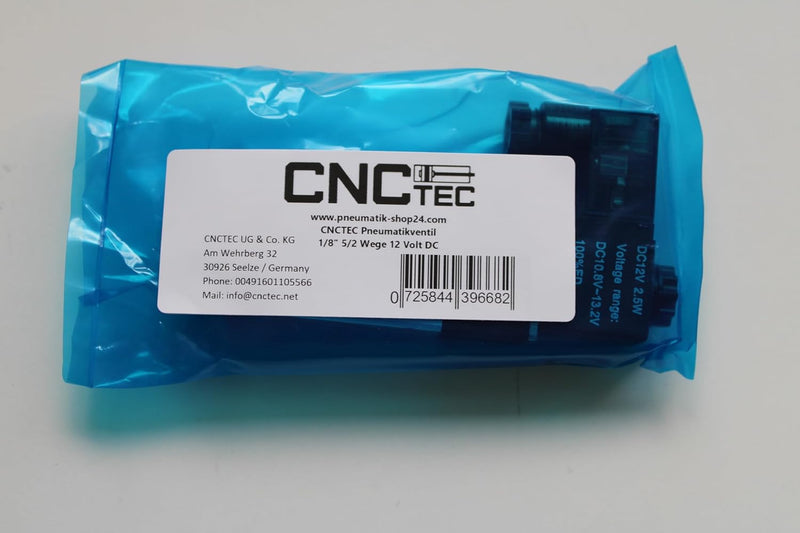 CNCTEC
www.pneumatik-shop24.com
CNCTEC Pneumatikventil
1/8" 5/2 Wege 12 Volt DC
CNCTEC UG & Co. KG
Am Wehrberg 32
30926 Seelze / Germany
Phone: 00491601105566
Mail: info@cnctec.net
0 725844 396682
DC12V 2.5W
Voltage range:
DC10.8V~13.2V
100%ED